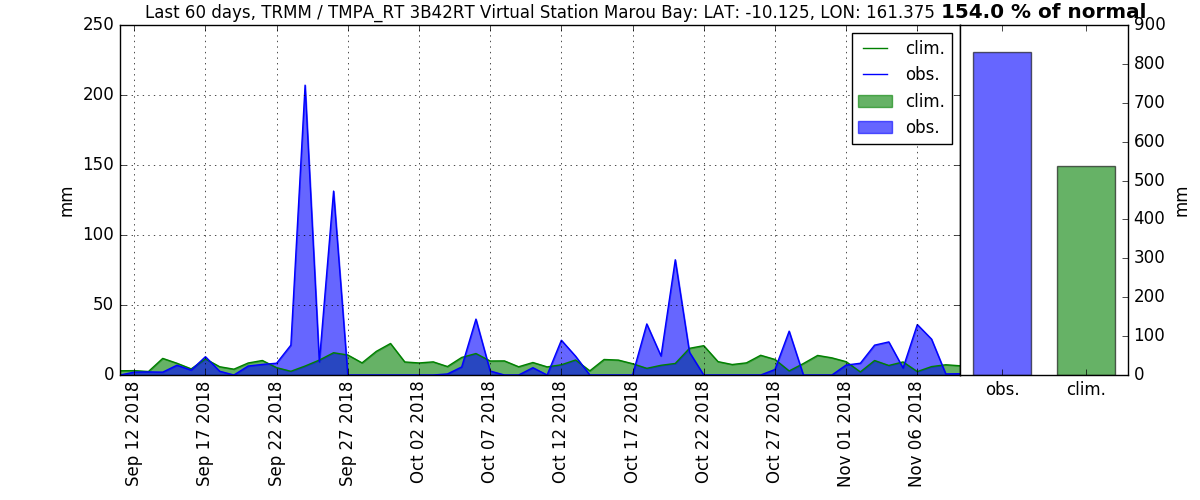 Last 60 days, TRMM / TMPA_RT 3B42RT Virtual Station Marou Bay: LAT: -10.125, LON: 161.375 154.0 % of normal
250
200
150
100
50
0
mm
clim.
obs.
clim.
obs.
900
800
700
600
500
400
300
200
100
0
mm
obs.
clim.
Sep 12 2018
Sep 17 2018
Sep 22 2018
Sep 27 2018
Oct 02 2018
Oct 07 2018
Oct 12 2018
Oct 17 2018
Oct 22 2018
Oct 27 2018
Nov 01 2018
Nov 06 2018